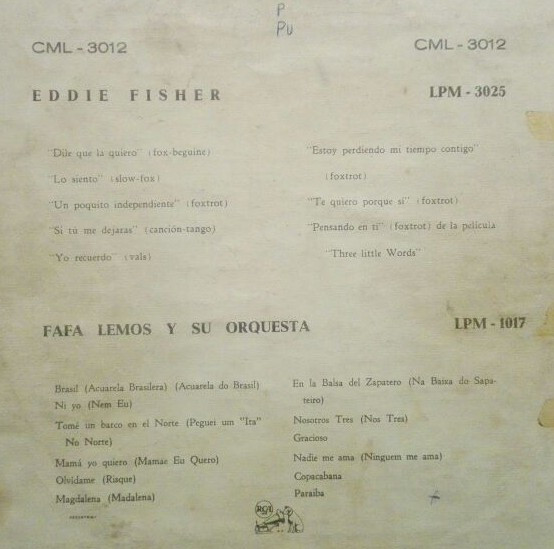 P
PU
CML - 3012
CML - 3012
EDDIE FISHER
LPM - 3025
"Dile que la quiero" (fox-beguine)
"Lo siento" (slow-fox)
"Un poquito independiente" (foxtrot)
"Si tú me dejaras" (canción-tango)
"Yo recuerdo" (vals)
"Estoy perdiendo mi tiempo contigo"
(foxtrot)
"Te quiero porque si" (foxtrot)
"Pensando en ti" (foxtrot) de la película
"Three little Words"
FAFA LEMOS Y SU ORQUESTA
LPM - 1017
Brasil (Acuarela Brasilera) (Acuarela do Brasil)
Ni yo (Nem Eu)
Tomé un barco en el Norte (Peguei um "Ita"
No Norte)
Mamá yo quiero (Mamae Eu Quero)
Olvídame (Risque)
Magdalena (Madalena)
En la Balsa del Zapatero (Na Baixa do Sapa-
teiro)
Nosotros Tres (Nos Tres)
Gracioso
Nadie me ama (Ninguem me ama)
Copacabana
Paraiba
RCA